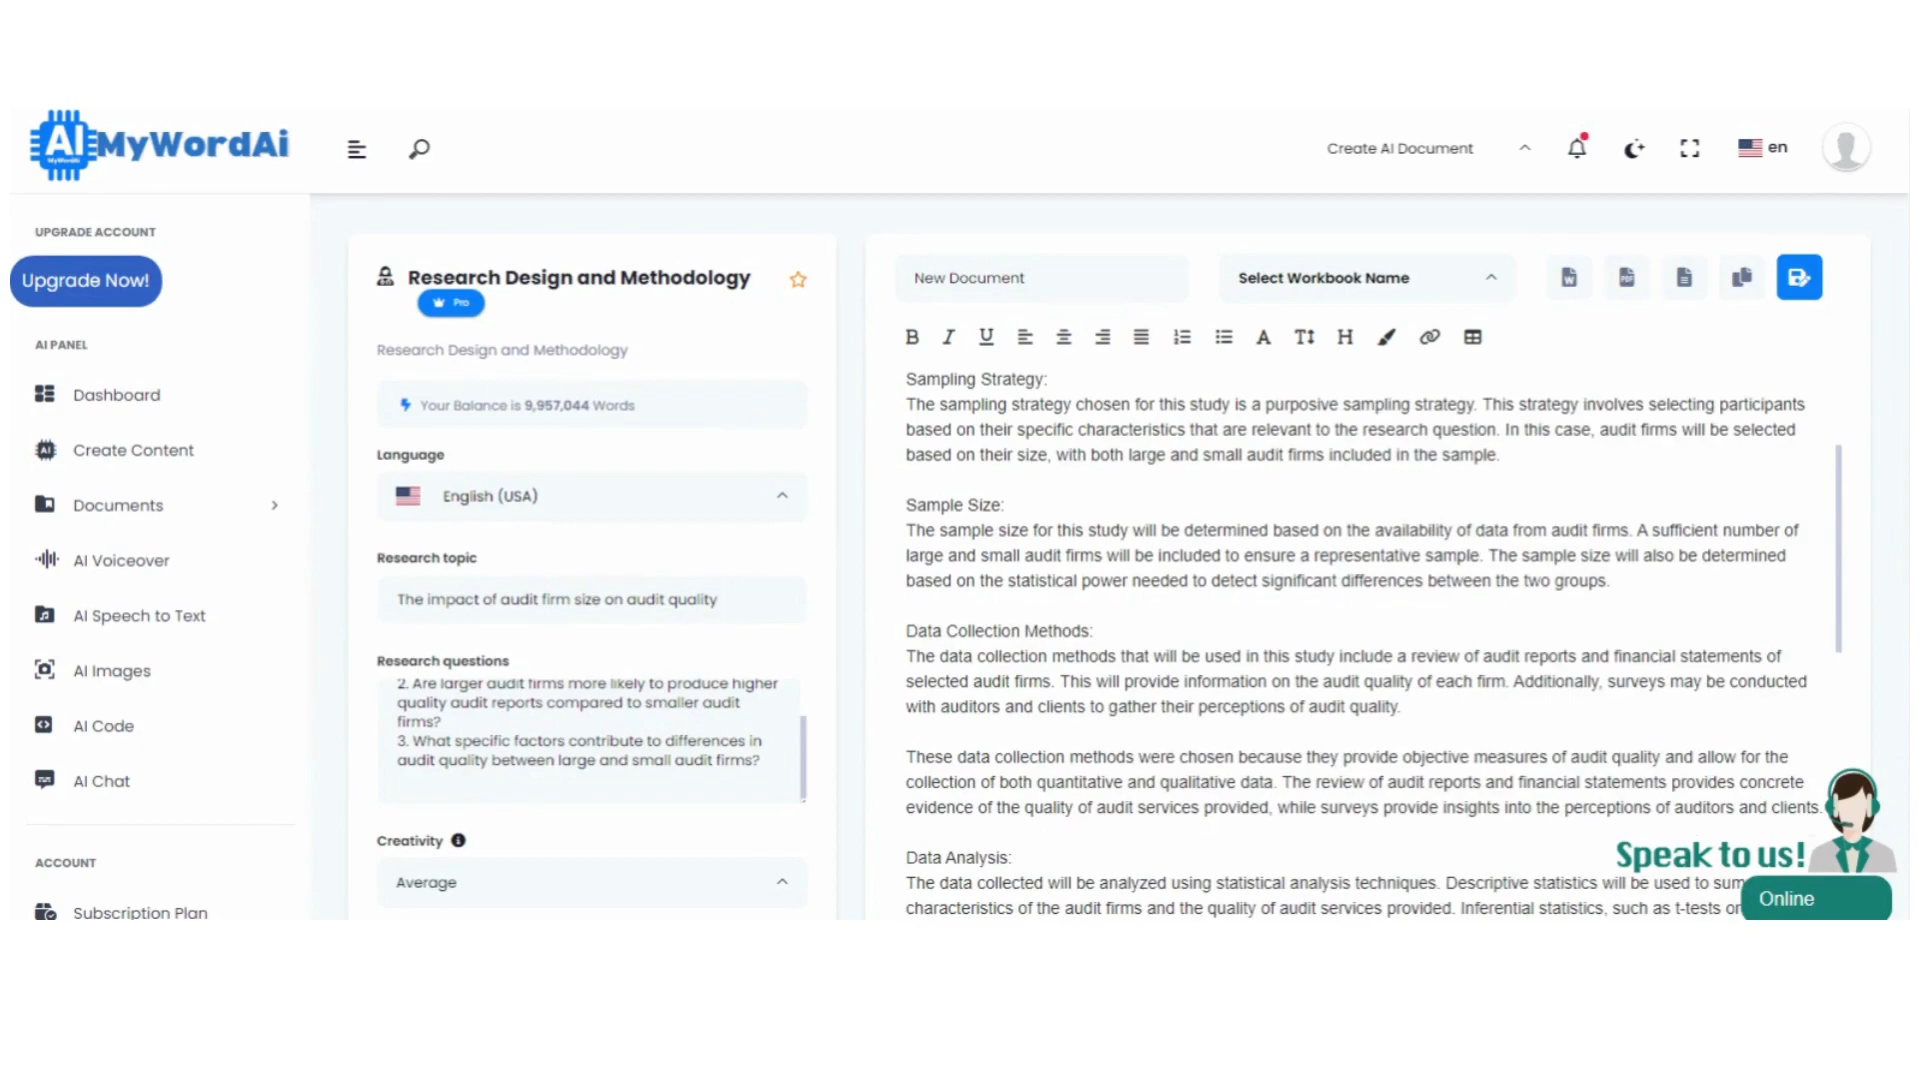 AI MyWordAi
MyWordAi
Create AI Document
en
UPGRADE ACCOUNT
Upgrade Now!
AI PANEL
Dashboard
Create Content
Documents
AI Voiceover
AI Speech to Text
AI Images
AI Code
AI Chat
ACCOUNT
Subscription Plan
Research Design and Methodology
Pro
Research Design and Methodology
Your Balance is 9,957,044 Words
Language
English (USA)
Research topic
The impact of audit firm size on audit quality
Research questions
2. Are larger audit firms more likely to produce higher
quality audit reports compared to smaller audit
firms?
3. What specific factors contribute to differences in
audit quality between large and small audit firms?
Creativity
Average
New Document
Select Workbook Name
Sampling Strategy:
The sampling strategy chosen for this study is a purposive sampling strategy. This strategy involves selecting participants
based on their specific characteristics that are relevant to the research question. In this case, audit firms will be selected
based on their size, with both large and small audit firms included in the sample.
Sample Size:
The sample size for this study will be determined based on the availability of data from audit firms. A sufficient number of
large and small audit firms will be included to ensure a representative sample. The sample size will also be determined
based on the statistical power needed to detect significant differences between the two groups.
Data Collection Methods:
The data collection methods that will be used in this study include a review of audit reports and financial statements of
selected audit firms. This will provide information on the audit quality of each firm. Additionally, surveys may be conducted
with auditors and clients to gather their perceptions of audit quality.
These data collection methods were chosen because they provide objective measures of audit quality and allow for the
collection of both quantitative and qualitative data. The review of audit reports and financial statements provides concrete
evidence of the quality of audit services provided, while surveys provide insights into the perceptions of auditors and clients.
Data Analysis:
The data collected will be analyzed using statistical analysis techniques. Descriptive statistics will be used to sum
characteristics of the audit firms and the quality of audit services provided. Inferential statistics, such as t-tests or
Speak to us!
Online